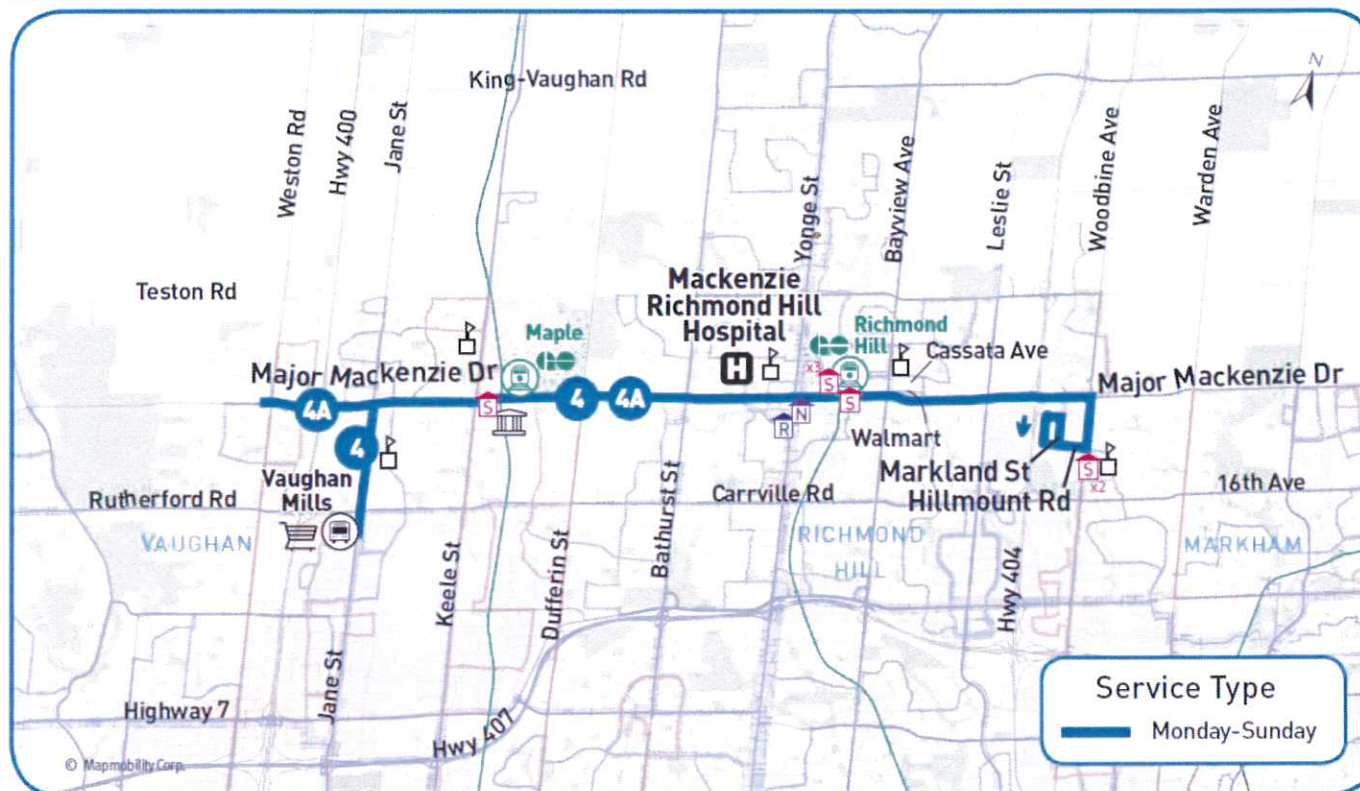 King-Vaughan Rd
N
Weston Rd
Hwy 400
Jane St
Yonge St
Bayview Ave
Leslie St
Woodbine Ave
Warden Ave
Teston Rd
Mackenzie
Richmond Hill
Hospital
Maple
GO
GO
Richmond
Hill
Cassata Ave
Major Mackenzie Dr
H
x3
S
Major Mackenzie Dr
4A
S
4
4A
N
R
S
4
Walmart
Markland St
Hillmount Rd
S
x2
Vaughan
Mills
Rutherford Rd
Carrville Rd
16th Ave
VAUGHAN
RICHMOND
HILL
MARKHAM
Keele St
Dufferin St
Bathurst St
Hwy 404
Jane St
Highway 7
Hwy 407
Service Type
Monday-Sunday
© Mapmobility Corp.